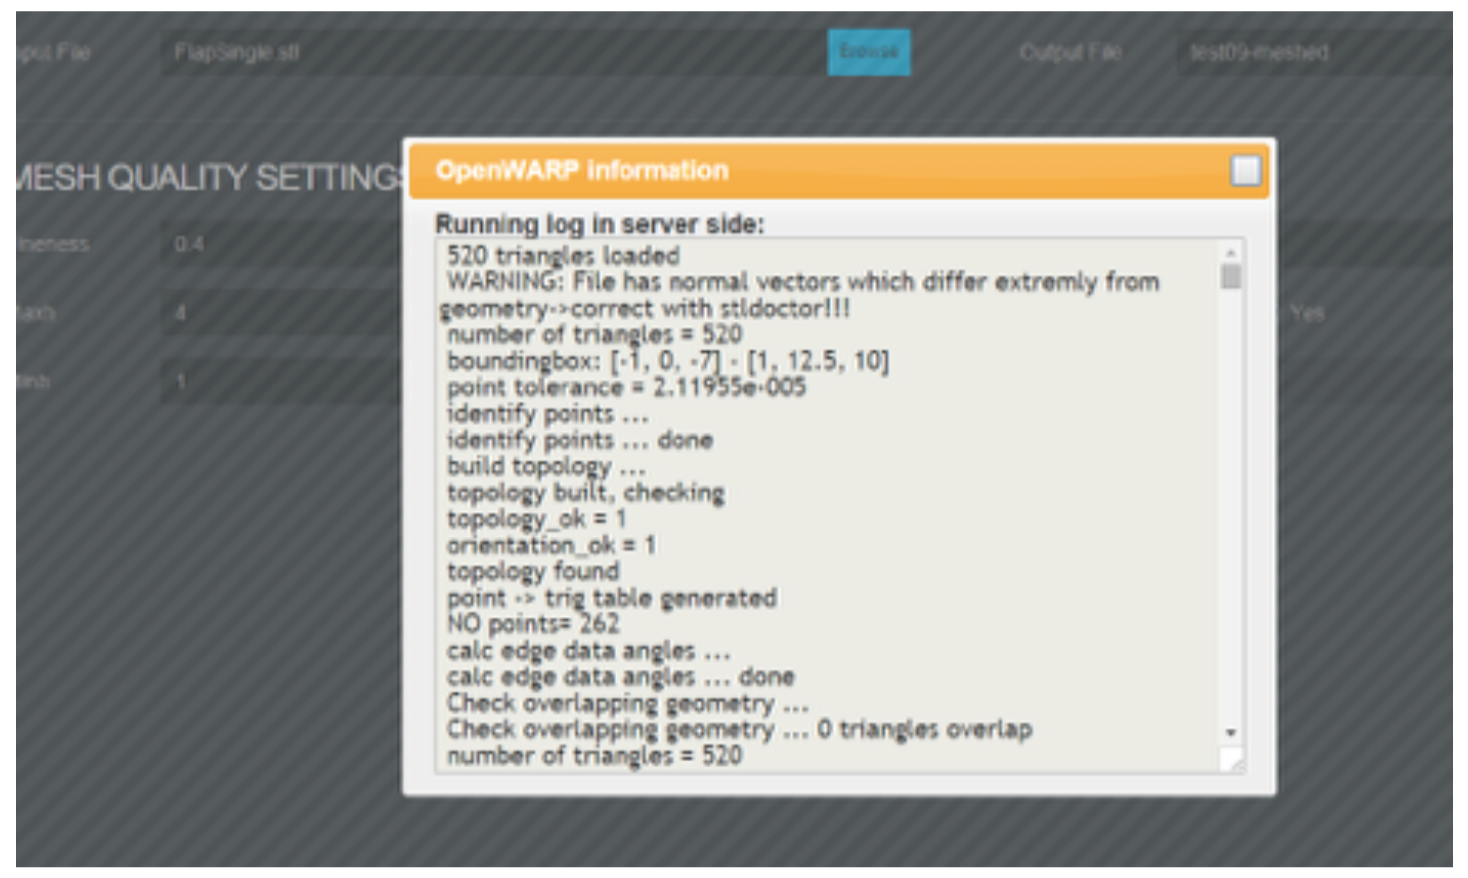 put File FlapSingle.stl Browse Output File test09-meshed
MESH QUALITY SETTINGS
OpenWARP information
Running log in server side:
ineness 0.4
520 triangles loaded
WARNING: File has normal vectors which differ extremly from
geometry->correct with stldoctor!!!
axh 4 Yes
number of triangles = 520
boundingbox: [-1, 0, -7] - [1, 12.5, 10]
inh 1
point tolerance = 2.11955e-005
identify points ...
identify points ... done
build topology ...
topology built, checking
topology_ok = 1
orientation_ok = 1
topology found
point -> trig table generated
NO points= 262
calc edge data angles ...
calc edge data angles ... done
Check overlapping geometry ...
Check overlapping geometry ... 0 triangles overlap
number of triangles = 520